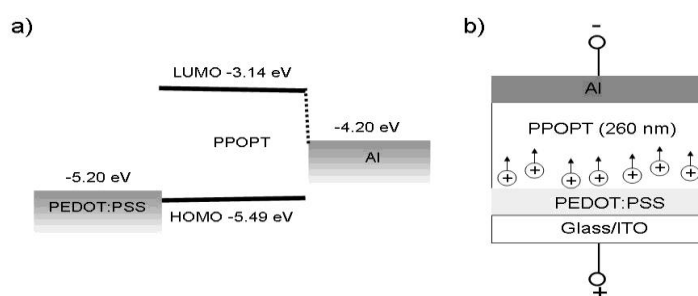 a)
LUMO -3.14 eV
PPOPT
-4.20 eV
Al
-5.20 eV
PEDOT:PSS
HOMO -5.49 eV
b)
-
Al
PPOPT (260 nm)
+ + + + + + +
PEDOT:PSS
Glass/ITO
+